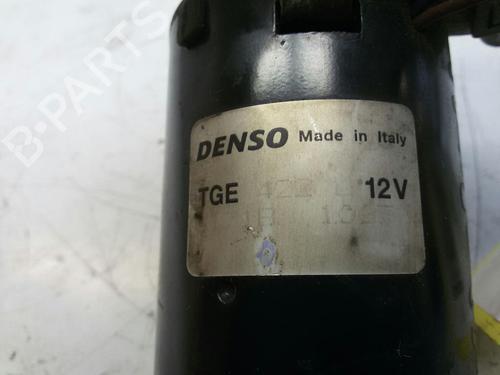 B-PARTS
DENSO Made in Italy
TGE 12V